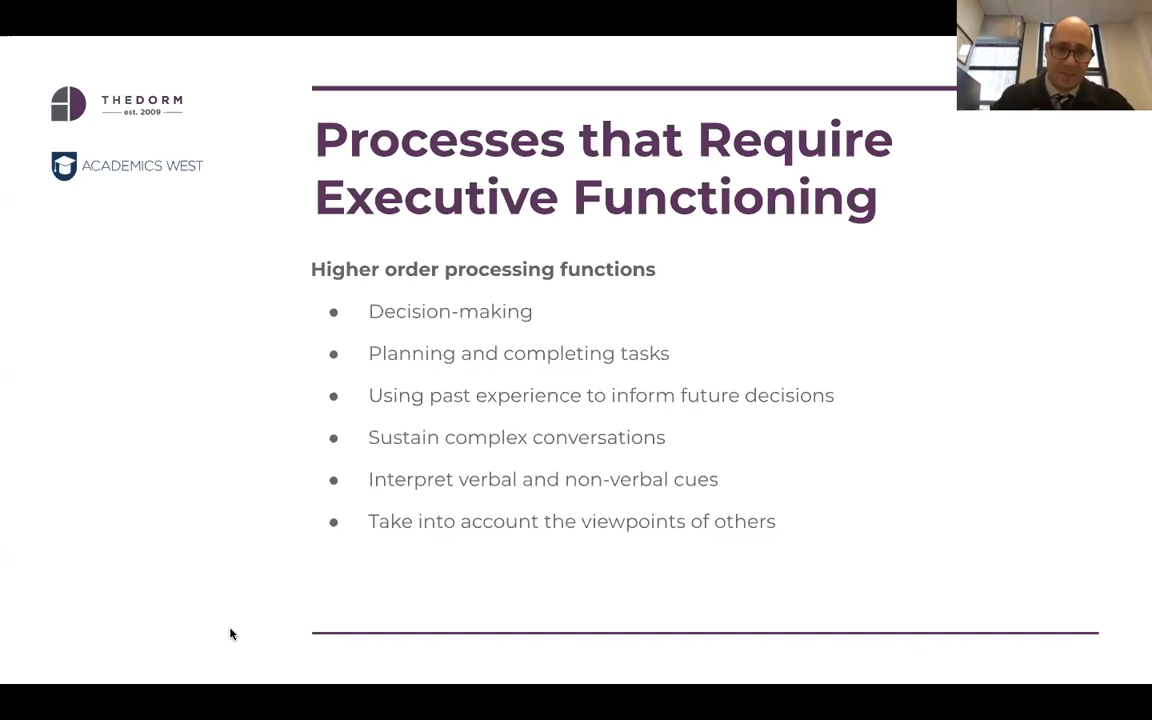 THEDORM
est. 2009
ACADEMICS WEST
Processes that Require
Executive Functioning
Higher order processing functions
● Decision-making
● Planning and completing tasks
● Using past experience to inform future decisions
● Sustain complex conversations
● Interpret verbal and non-verbal cues
● Take into account the viewpoints of others